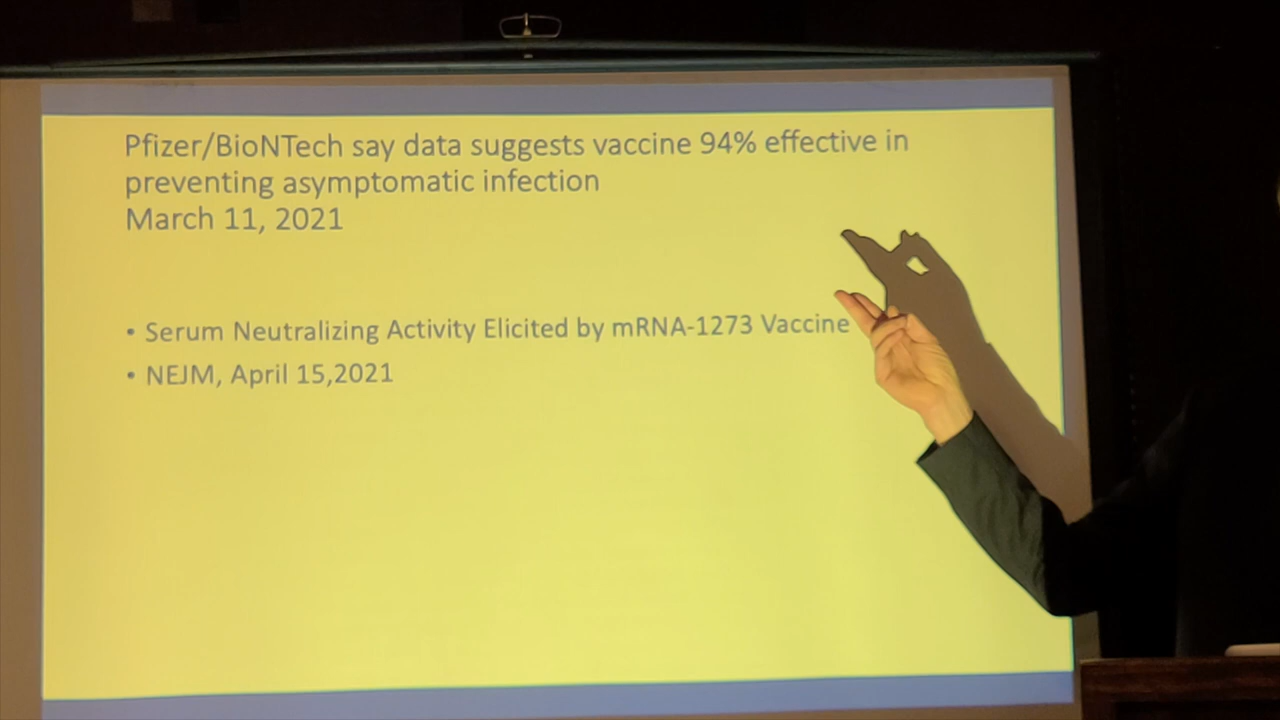 Pfizer/BioNTech say data suggests vaccine 94% effective in
preventing asymptomatic infection
March 11, 2021
• Serum Neutralizing Activity Elicited by mRNA-1273 Vaccine
• NEJM, April 15,2021